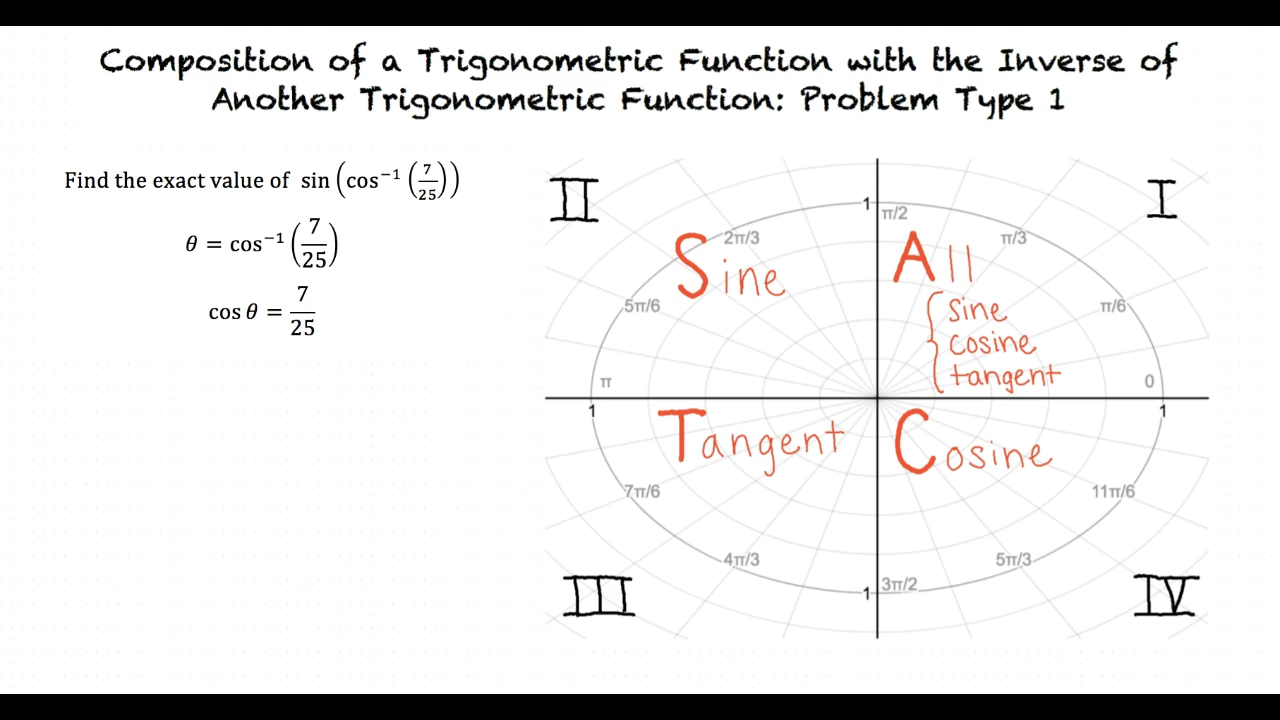 Composition of a Trigonometric Function with the Inverse of
Another Trigonometric Function: Problem Type 1
Find the exact value of sin (cos⁻¹ (7/25))
θ = cos⁻¹ (7/25)
cos θ = 7/25
II
I
1
π/2
2π/3
π/3
Sine
All
5π/6
π/6
sine
cosine
tangent
π
0
1
1
Tangent
Cosine
7π/6
11π/6
4π/3
5π/3
1
3π/2
III
IV